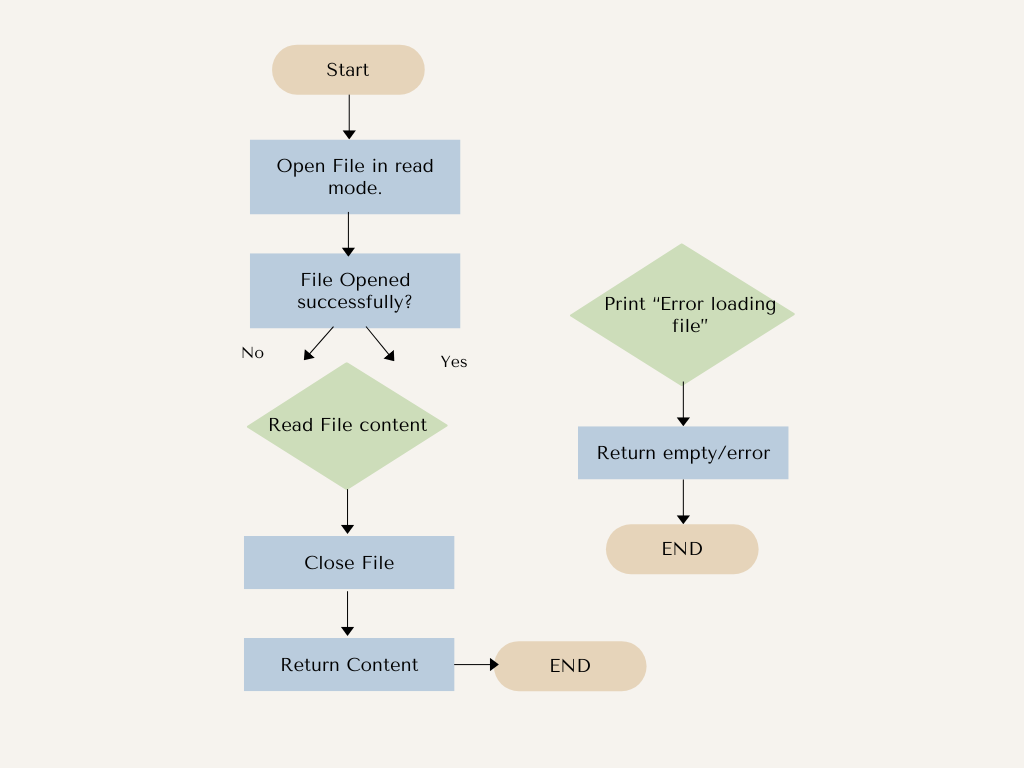 Start
Open File in read
mode.
File Opened
successfully?
No
Yes
Read File content
Close File
Return Content
END
Print “Error loading
file”
Return empty/error
END